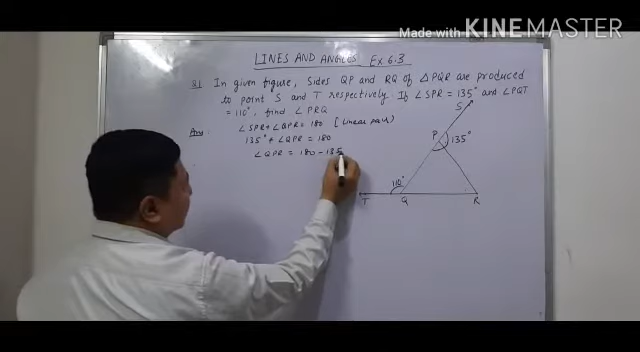 Made with KINEMASTER
LINES AND ANGLES Ex 6.3
Q1 In given figure, Sides QP and RQ of △PQR are produced
to point S and T respectively. If ∠SPR = 135° and ∠PQT
= 110°, find ∠PRQ
Ans:
∠SPR + ∠QPR = 180 [Linear pair)
135° + ∠QPR = 180
∠QPR = 180 - 135
S
P
135°
110°
T
Q
R